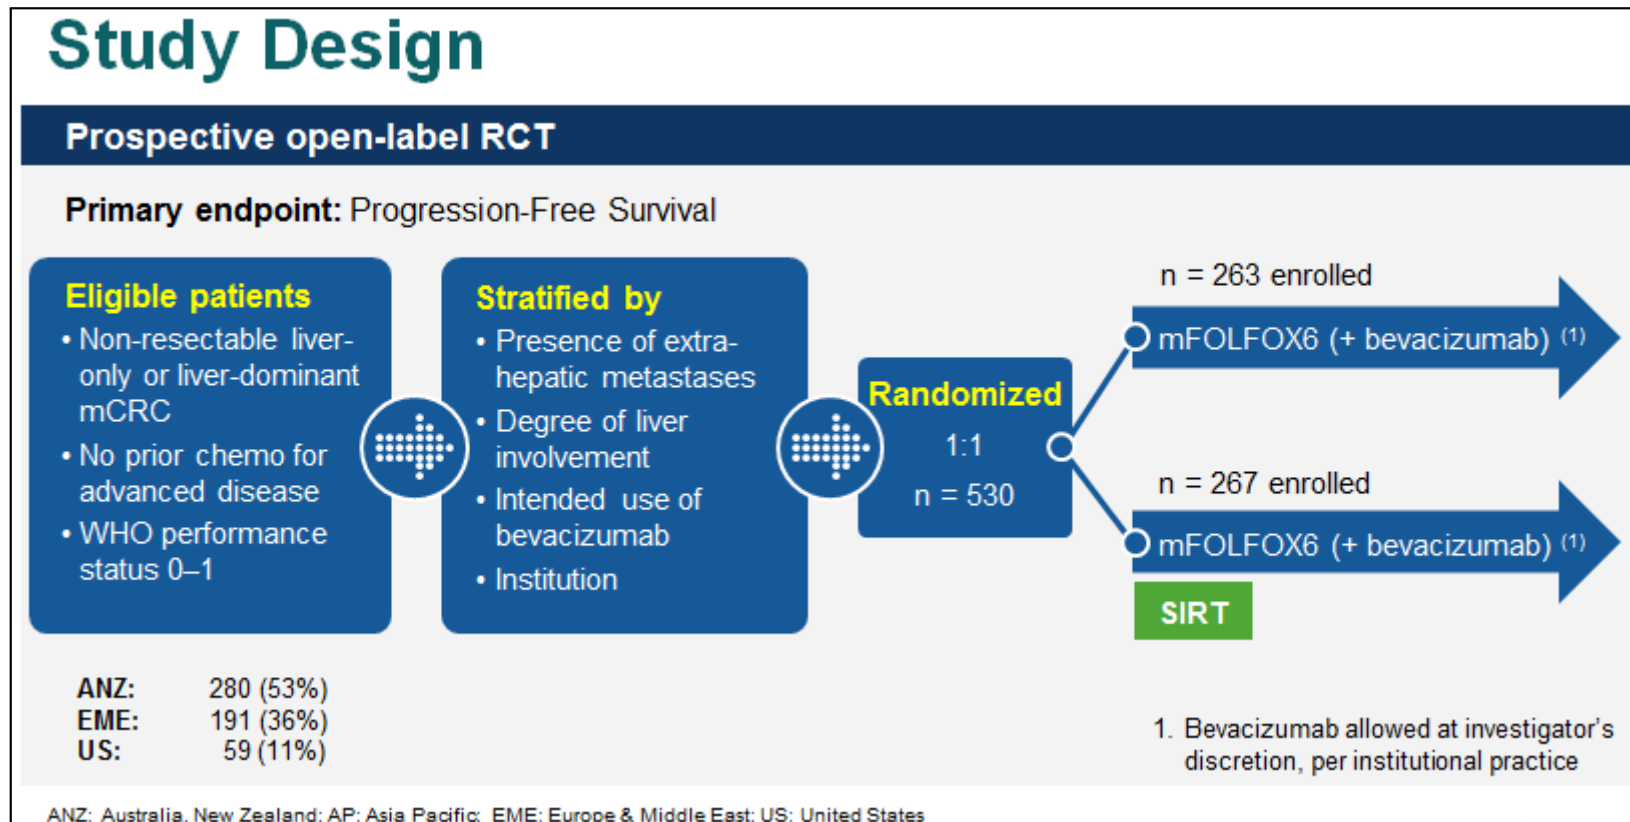 Study Design
Prospective open-label RCT
Primary endpoint: Progression-Free Survival
Eligible patients
• Non-resectable liver-
only or liver-dominant
mCRC
• No prior chemo for
advanced disease
• WHO performance
status 0–1
Stratified by
• Presence of extra-
hepatic metastases
• Degree of liver
involvement
• Intended use of
bevacizumab
• Institution
Randomized
1:1
n = 530
n = 263 enrolled
mFOLFOX6 (+ bevacizumab) (1)
n = 267 enrolled
mFOLFOX6 (+ bevacizumab) (1)
SIRT
ANZ: 280 (53%)
EME: 191 (36%)
US: 59 (11%)
1. Bevacizumab allowed at investigator’s
discretion, per institutional practice
ANZ: Australia, New Zealand; AP: Asia Pacific; EME: Europe & Middle East; US: United States